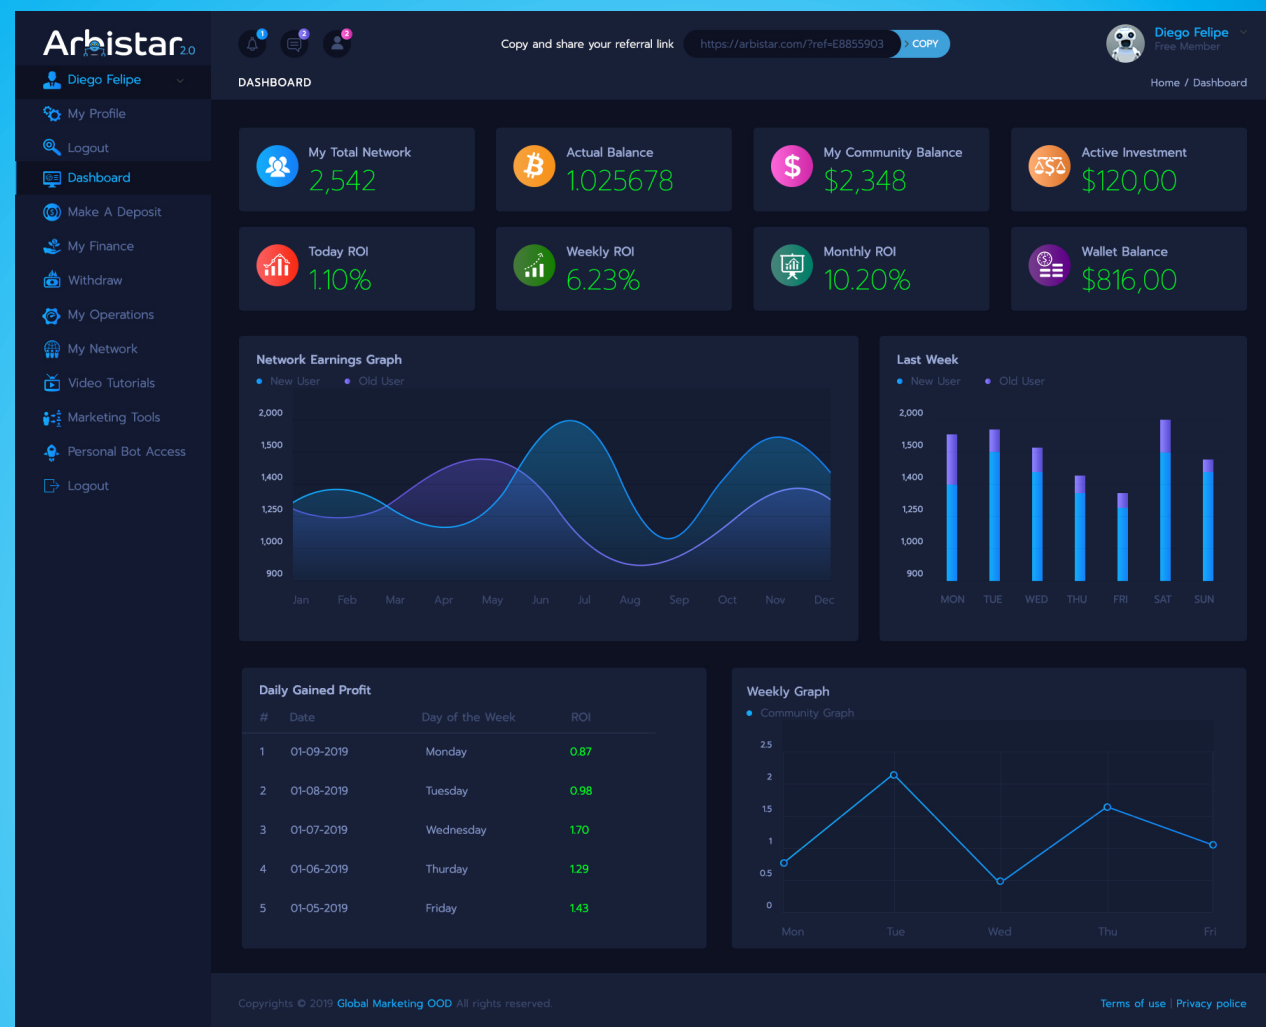 Arbistar 2.0
1
2
2
Copy and share your referral link
https://arbistar.com/?ref=E8855903
> COPY
Diego Felipe
Free Member
DASHBOARD
Home / Dashboard
Diego Felipe
My Profile
Logout
Dashboard
Make A Deposit
My Finance
Withdraw
My Operations
My Network
Video Tutorials
Marketing Tools
Personal Bot Access
Logout
My Total Network
2,542
Actual Balance
1.025678
My Community Balance
$2,348
Active Investment
$120,00
Today ROI
1.10%
Weekly ROI
6.23%
Monthly ROI
10.20%
Wallet Balance
$816,00
Network Earnings Graph
New User Old User
2,000
1,500
1,400
1,250
1,000
900
Jan Feb Mar Apr May Jun Jul Aug Sep Oct Nov Dec
Last Week
New User Old User
2,000
1,500
1,400
1,250
1,000
900
MON TUE WED THU FRI SAT SUN
Daily Gained Profit
# Date Day of the Week ROI
1 01-09-2019 Monday 0.87
2 01-08-2019 Tuesday 0.98
3 01-07-2019 Wednesday 1.70
4 01-06-2019 Thurday 1.29
5 01-05-2019 Friday 1.43
Weekly Graph
Community Graph
2.5
2
1.5
1
0.5
0
Mon Tue Wed Thu Fri
Copyrights © 2019 Global Marketing OOD All rights reserved.
Terms of use | Privacy police